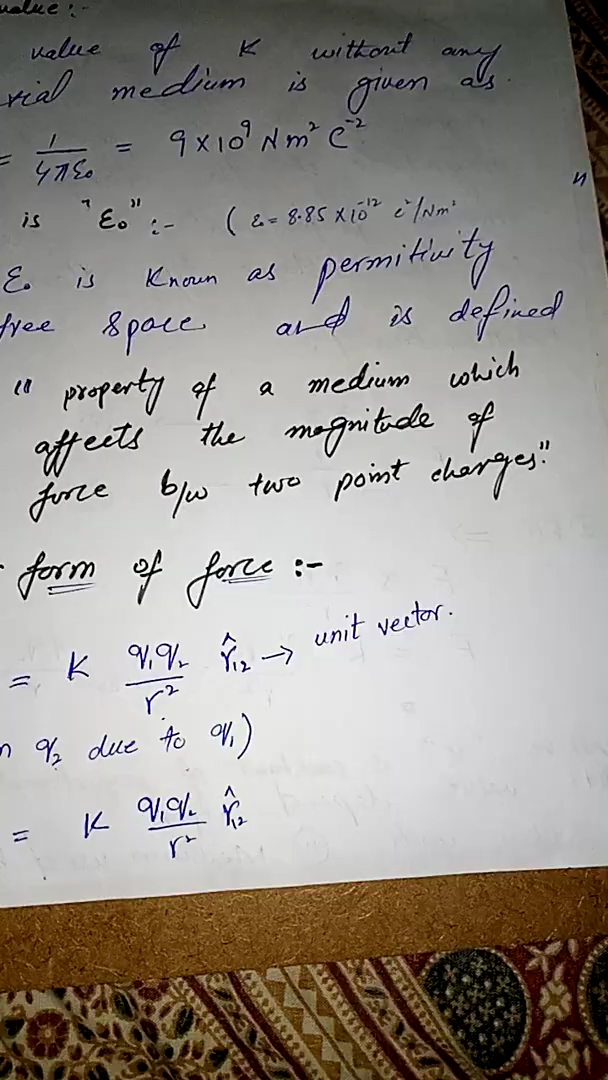 value :-
value of K without any
rial medium is given as
= 1/4πε₀ = 9×10⁹ Nm² C⁻²
is "ε₀" :- ( ε₀ = 8.85 ×10⁻¹² c²/Nm²
ε₀ is Known as permitivity
free space and is defined
" property of a medium which
affects the magnitude of
force b/w two point charges."
form of force :-
= K q₁q₂/r² r̂₁₂ → unit vector.
n q₂ due to q₁)
= K q₁q₂/r² r̂₁₂